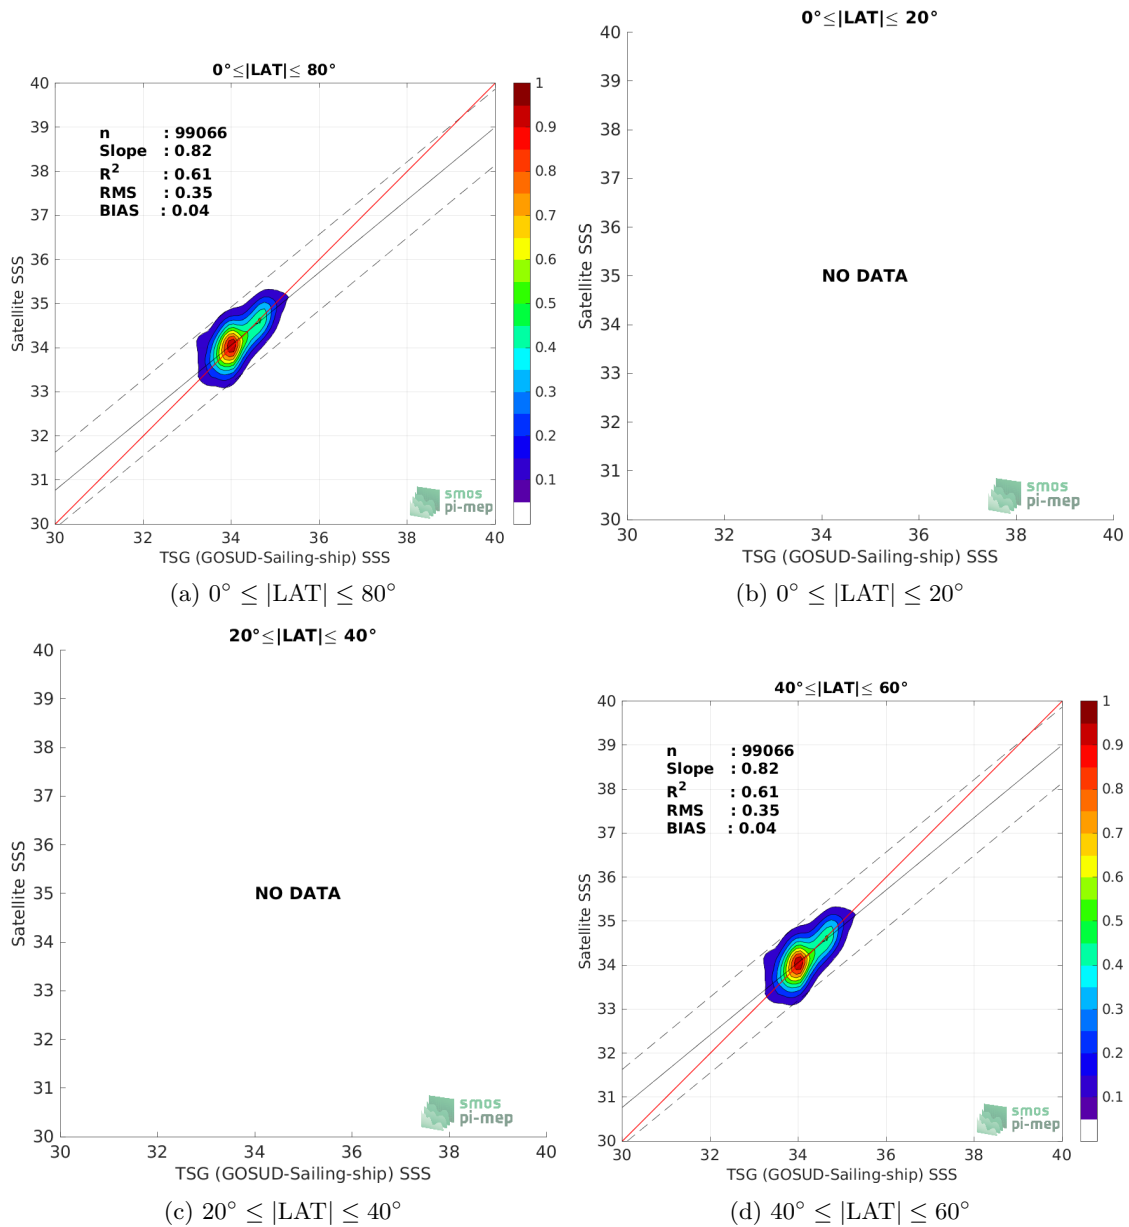 0°≤|LAT|≤ 80°
40
39
38
37
36
35
34
33
32
31
30
Satellite SSS
n : 99066
Slope : 0.82
R² : 0.61
RMS : 0.35
BIAS : 0.04
1
0.9
0.8
0.7
0.6
0.5
0.4
0.3
0.2
0.1
smos
pi-mep
30 32 34 36 38 40
TSG (GOSUD-Sailing-ship) SSS
(a) 0° ≤ |LAT| ≤ 80°
0°≤|LAT|≤ 20°
40
39
38
37
36
35
34
33
32
31
30
Satellite SSS
NO DATA
smos
pi-mep
30 32 34 36 38 40
TSG (GOSUD-Sailing-ship) SSS
(b) 0° ≤ |LAT| ≤ 20°
20°≤|LAT|≤ 40°
40
39
38
37
36
35
34
33
32
31
30
Satellite SSS
NO DATA
smos
pi-mep
30 32 34 36 38 40
TSG (GOSUD-Sailing-ship) SSS
(c) 20° ≤ |LAT| ≤ 40°
40°≤|LAT|≤ 60°
40
39
38
37
36
35
34
33
32
31
30
Satellite SSS
n : 99066
Slope : 0.82
R² : 0.61
RMS : 0.35
BIAS : 0.04
1
0.9
0.8
0.7
0.6
0.5
0.4
0.3
0.2
0.1
smos
pi-mep
30 32 34 36 38 40
TSG (GOSUD-Sailing-ship) SSS
(d) 40° ≤ |LAT| ≤ 60°